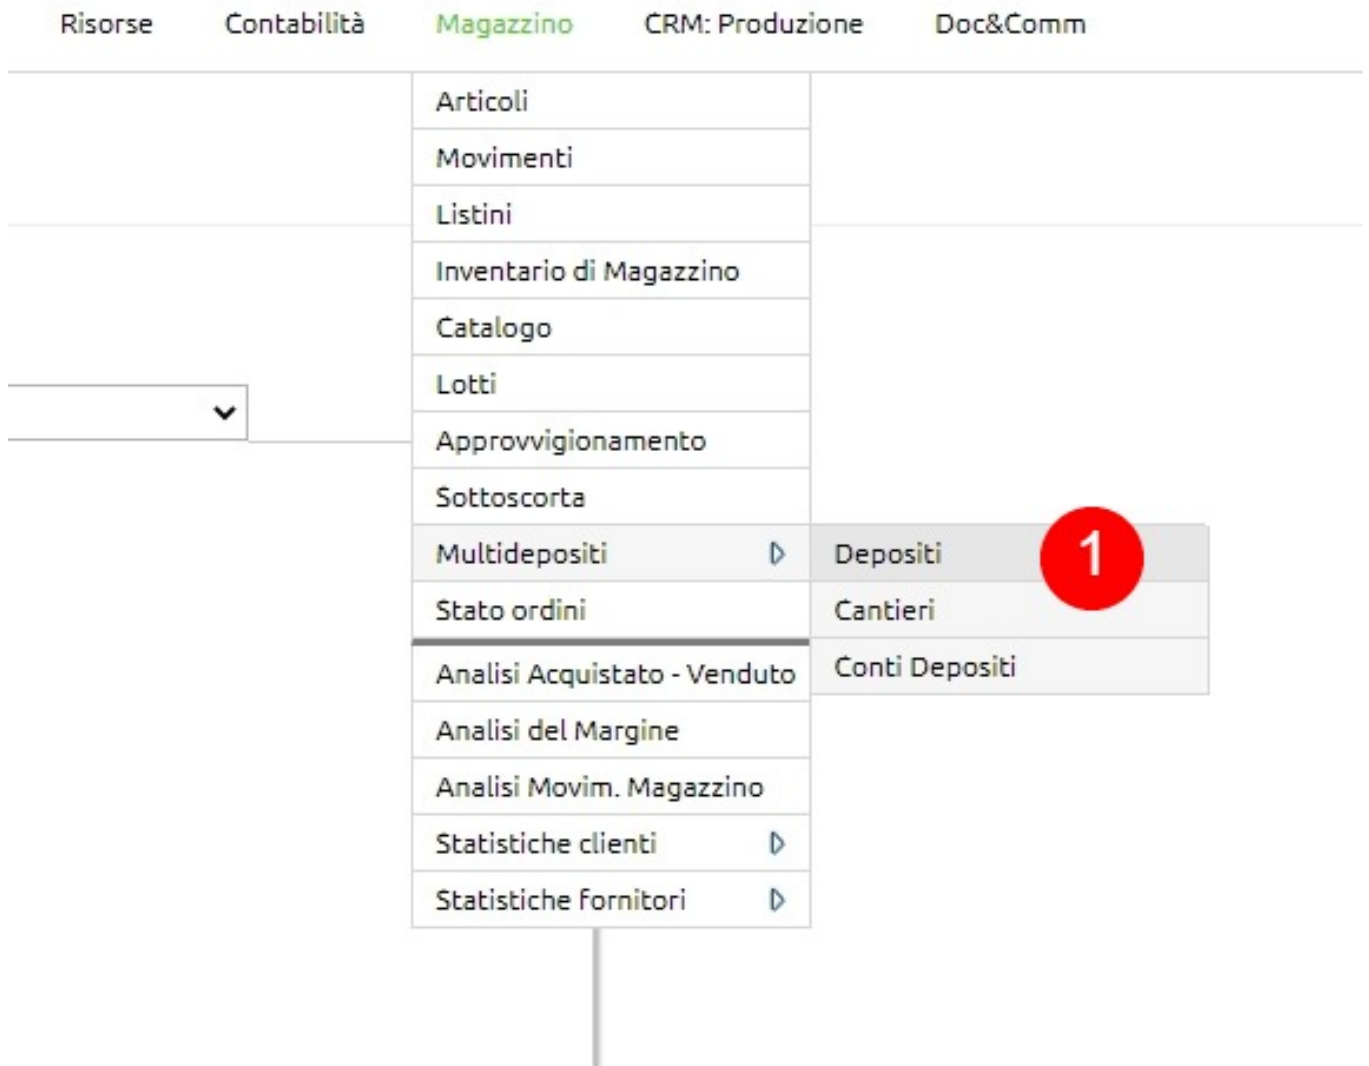 Risorse Contabilità Magazzino CRM: Produzione Doc&Comm
Articoli
Movimenti
Listini
Inventario di Magazzino
Catalogo
Lotti
Approvvigionamento
Sottoscorta
Multidepositi Depositi 1
Stato ordini Cantieri
Analisi Acquistato - Venduto Conti Depositi
Analisi del Margine
Analisi Movim. Magazzino
Statistiche clienti
Statistiche fornitori